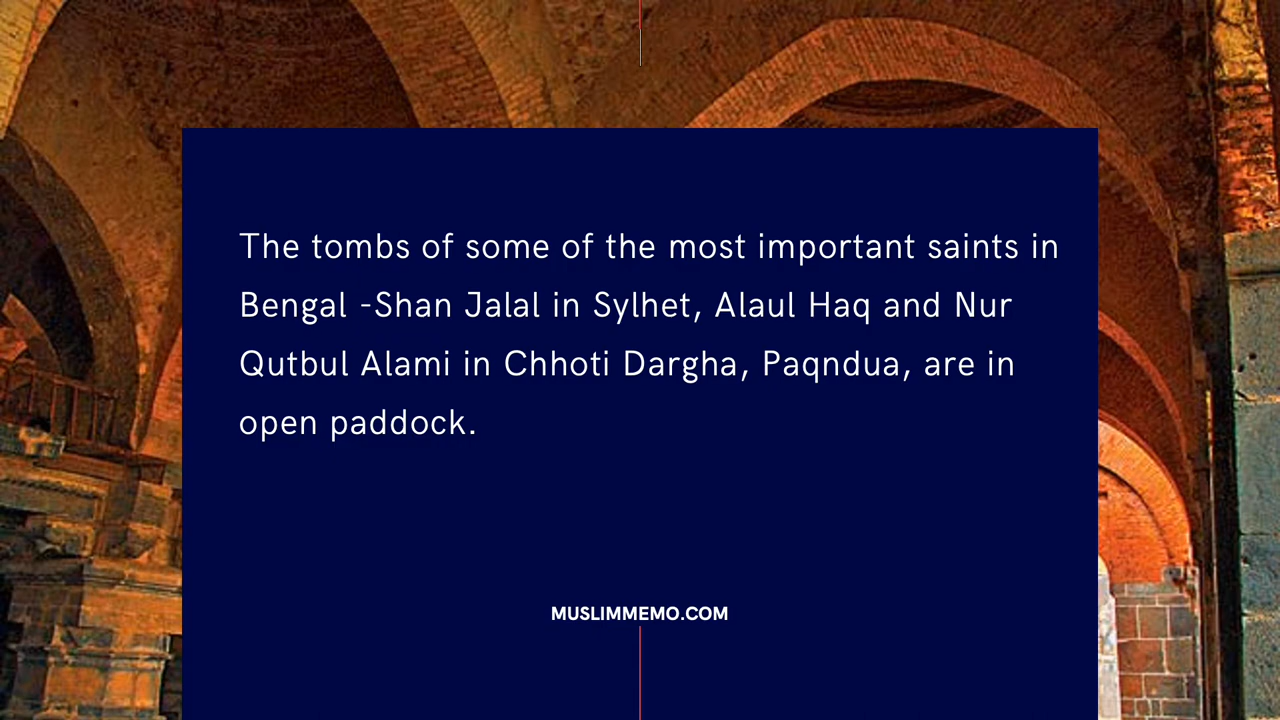 The tombs of some of the most important saints in
Bengal -Shan Jalal in Sylhet, Alaul Haq and Nur
Qutbul Alami in Chhoti Dargha, Paqndua, are in
open paddock.
MUSLIMMEMO.COM